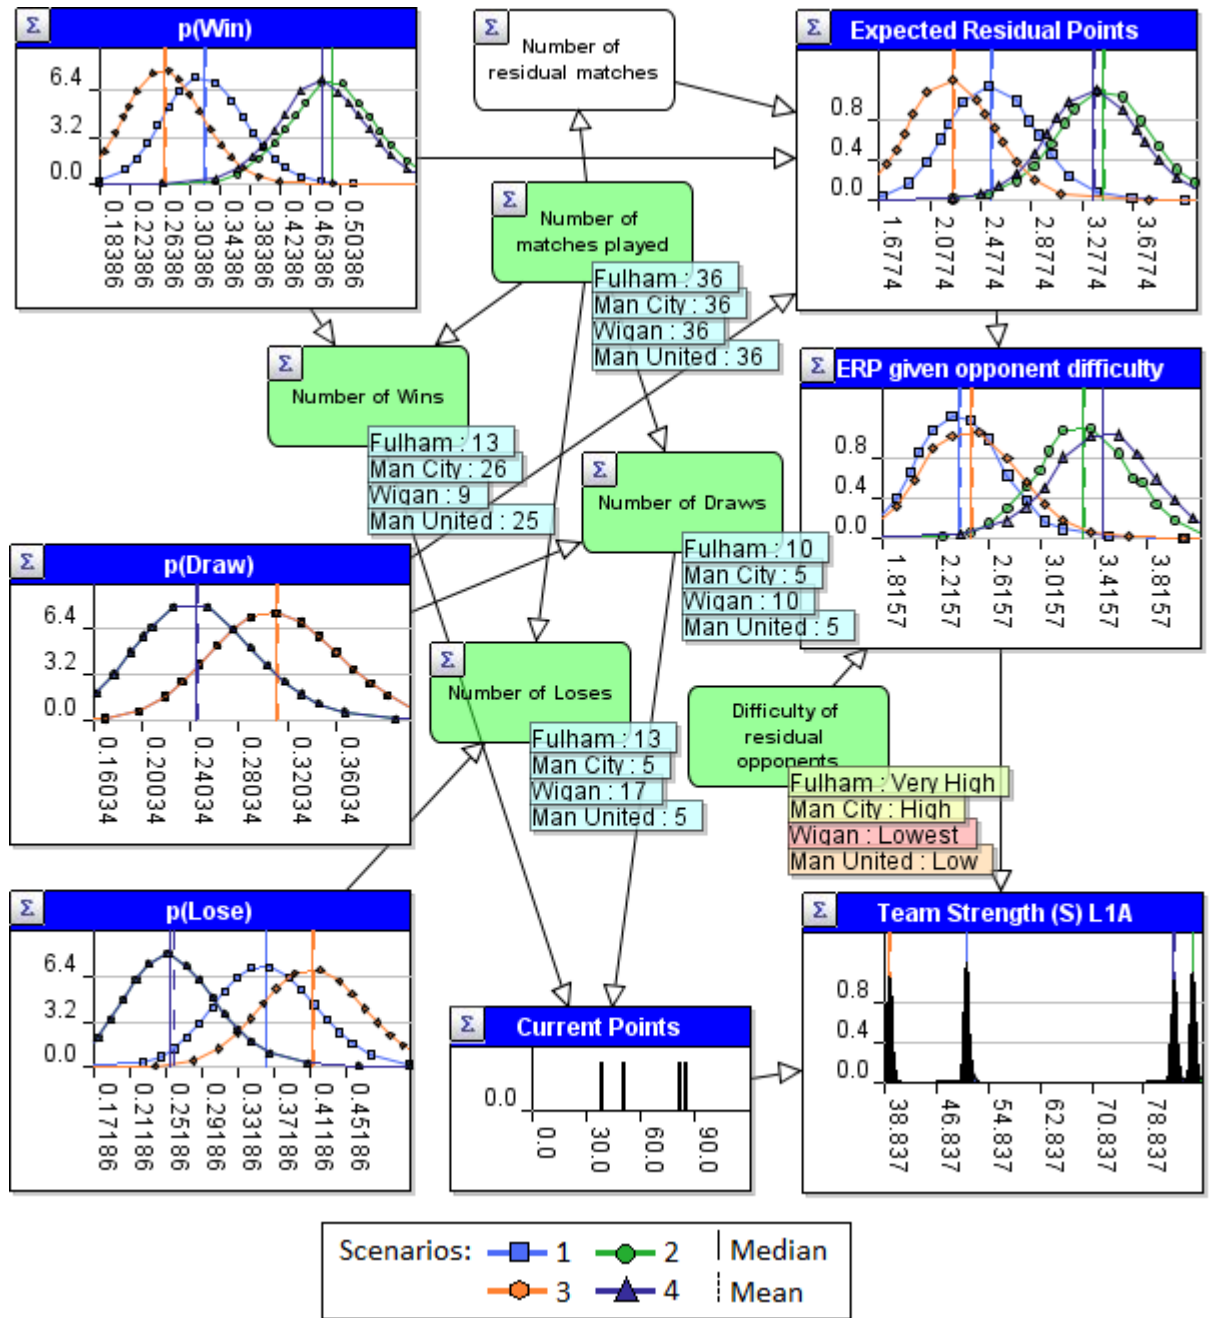 Σ
p(Win)
6.4
3.2
0.0
0.18386
0.22386
0.26386
0.30386
0.34386
0.38386
0.42386
0.46386
0.50386
Σ
Number of
residual matches
Σ
Expected Residual Points
0.8
0.4
0.0
1.6774
2.0774
2.4774
2.8774
3.2774
3.6774
Σ
Number of
matches played
Fulham : 36
Man City : 36
Wigan : 36
Man United : 36
Σ
Number of Wins
Fulham : 13
Man City : 26
Wigan : 9
Man United : 25
Σ
ERP given opponent difficulty
0.8
0.4
0.0
1.8157
2.2157
2.6157
3.0157
3.4157
3.8157
Σ
Number of Draws
Fulham : 10
Man City : 5
Wigan : 10
Man United : 5
Σ
p(Draw)
6.4
3.2
0.0
0.16034
0.20034
0.24034
0.28034
0.32034
0.36034
Σ
Number of Loses
Fulham : 13
Man City : 5
Wigan : 17
Man United : 5
Difficulty of
residual
opponents
Fulham : Very High
Man City : High
Wigan : Lowest
Man United : Low
Σ
p(Lose)
6.4
3.2
0.0
0.17186
0.21186
0.25186
0.29186
0.33186
0.37186
0.41186
0.45186
Σ
Current Points
0.0
0.0
30.0
60.0
90.0
Σ
Team Strength (S) L1A
0.8
0.4
0.0
38.837
46.837
54.837
62.837
70.837
78.837
Scenarios: 1 2 Median
3 4 Mean